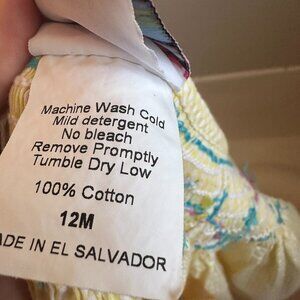 Machine Wash Cold
Mild detergent
No bleach
Remove Promptly
Tumble Dry Low
100% Cotton
12M
ADE IN EL SALVADOR